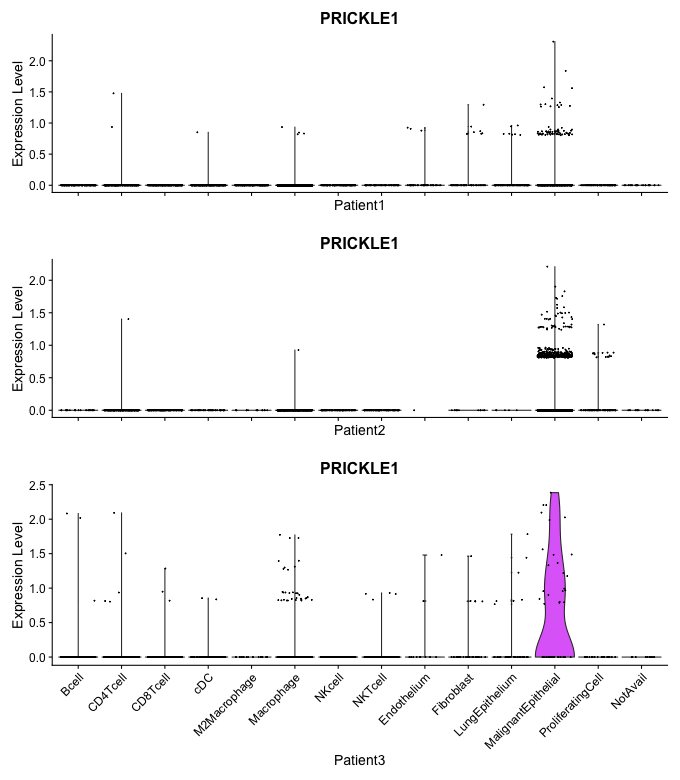 PRICKLE1
Expression Level
2.0
1.5
1.0
0.5
0.0
Patient1
PRICKLE1
Expression Level
2.0
1.5
1.0
0.5
0.0
Patient2
PRICKLE1
Expression Level
2.5
2.0
1.5
1.0
0.5
0.0
Bcell
CD4Tcell
CD8Tcell
cDC
M2Macrophage
Macrophage
NKcell
NKTcell
Endothelium
Fibroblast
LungEpithelium
MalignantEpithelial
ProliferatingCell
NotAvail
Patient3